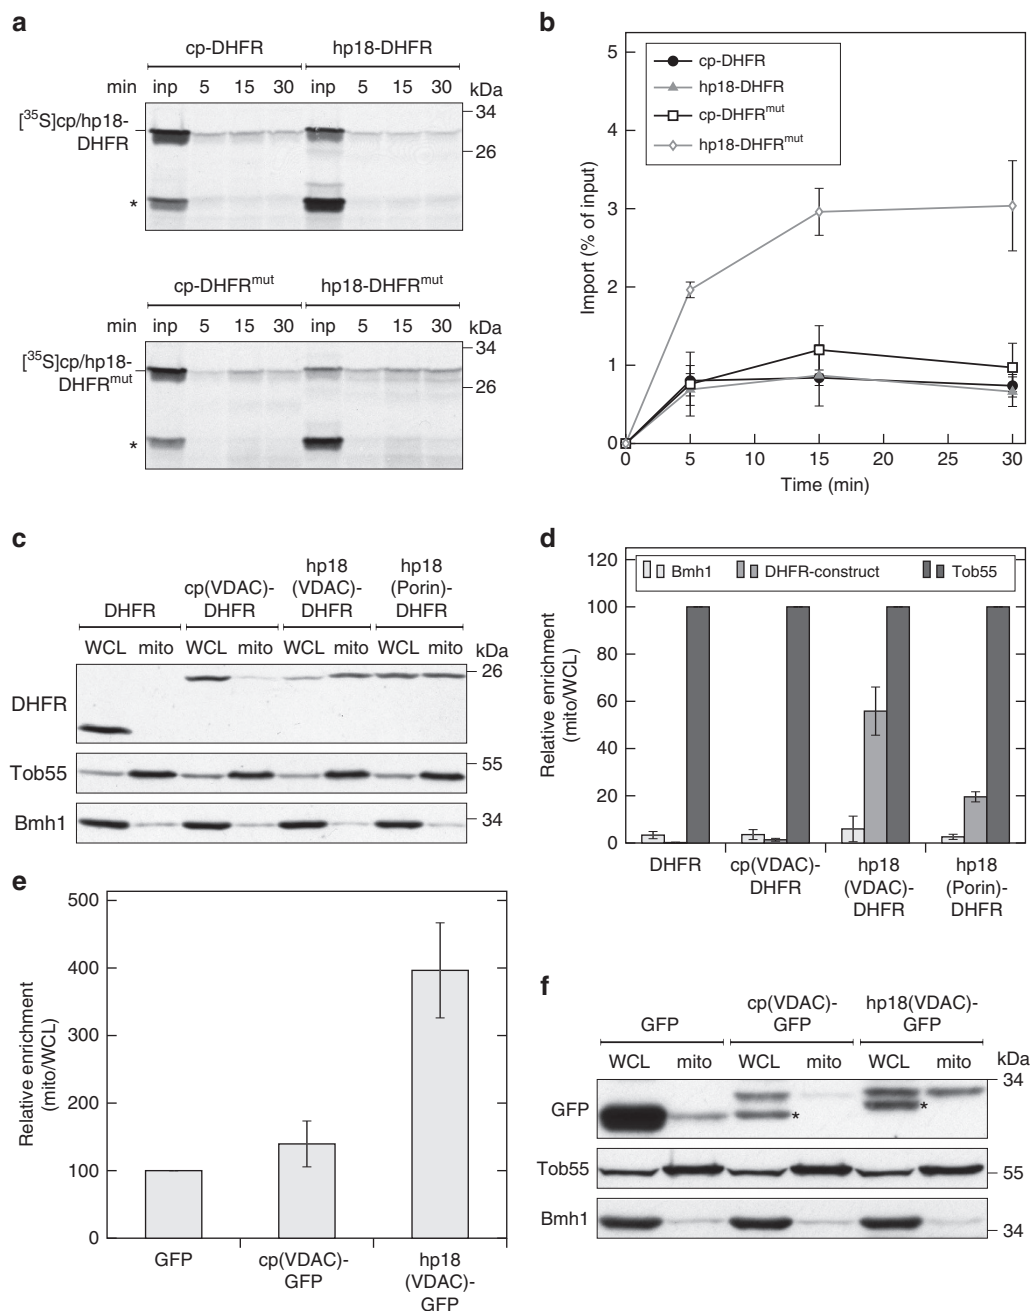 a
cp-DHFR hp18-DHFR
min inp 5 15 30 inp 5 15 30 kDa
[35S]cp/hp18-
DHFR
34
26
*
cp-DHFRmut hp18-DHFRmut
min inp 5 15 30 inp 5 15 30 kDa
[35S]cp/hp18-
DHFRmut
34
26
*
b
5
4
3
2
1
0
cp-DHFR
hp18-DHFR
cp-DHFRmut
hp18-DHFRmut
Import (% of input)
0 5 10 15 20 25 30
Time (min)
c
DHFR
cp(VDAC)-
DHFR
hp18
(VDAC)-
DHFR
hp18
(Porin)-
DHFR
WCL mito WCL mito WCL mito WCL mito kDa
DHFR
26
Tob55
55
Bmh1
34
d
120
100
80
60
40
20
0
Bmh1 DHFR-construct Tob55
Relative enrichment
(mito/WCL)
DHFR
cp(VDAC)-
DHFR
hp18
(VDAC)-
DHFR
hp18
(Porin)-
DHFR
e
500
400
300
200
100
0
Relative enrichment
(mito/WCL)
GFP
cp(VDAC)-
GFP
hp18
(VDAC)-
GFP
f
GFP
cp(VDAC)-
GFP
hp18(VDAC)-
GFP
WCL mito WCL mito WCL mito kDa
GFP
34
*
*
Tob55
55
Bmh1
34